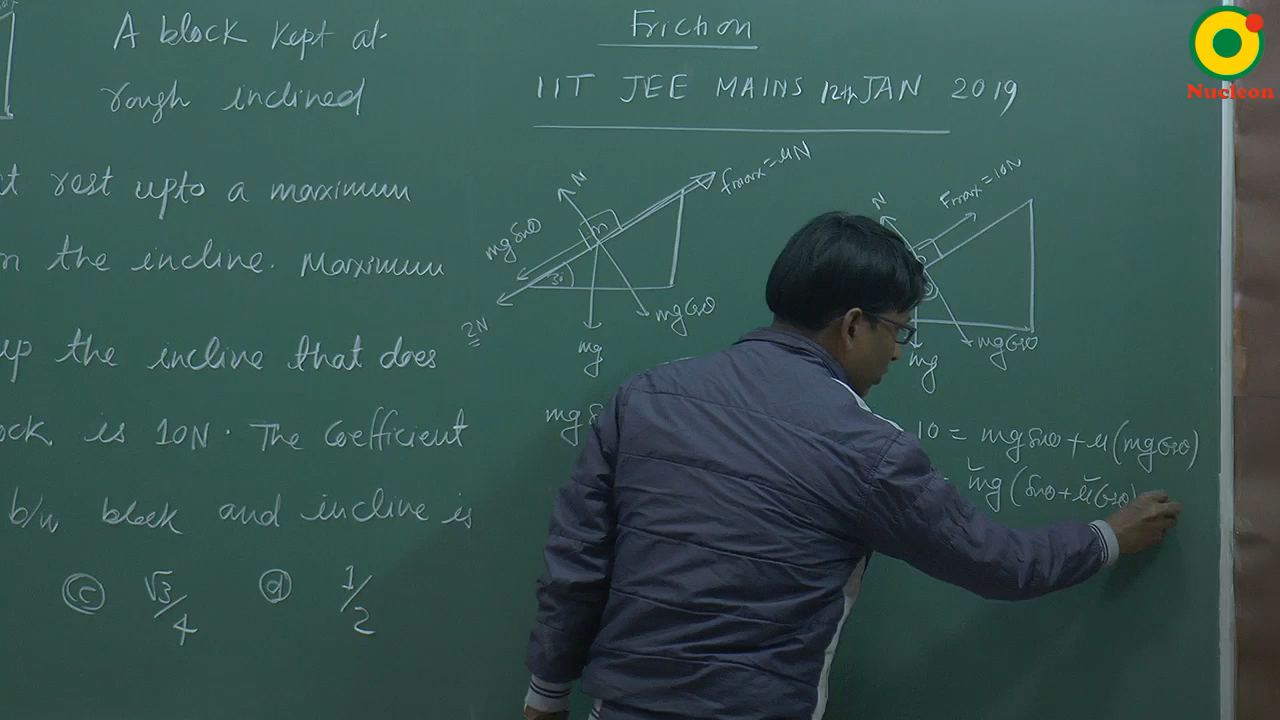 A block kept at
rough inclined
rest upto a maximum
the incline. Maximum
up the incline that does
is 10N. The coefficient
b/w block and incline is
(c) √3/4 (d) 1/2
Friction
IIT JEE MAINS 12th JAN 2019
N
fmax = μN
mg sinθ
m
30
2N
mg
mg cosθ
mg
N
Fmax = 10N
mg
mg cosθ
10 = mg sinθ + μ(mg cosθ)
mg (sinθ + μ cosθ)
Nucleon